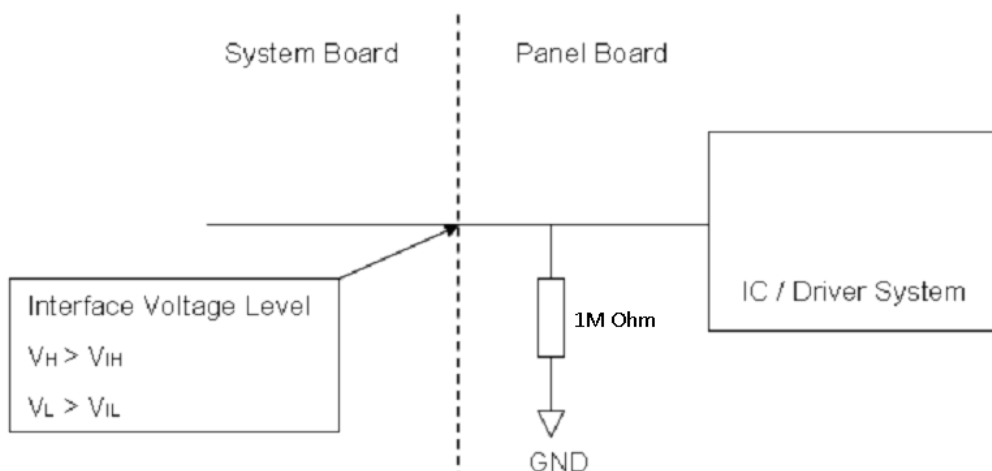 System Board
Panel Board
Interface Voltage Level
VH > VIH
VL > VIL
1M Ohm
IC / Driver System
GND